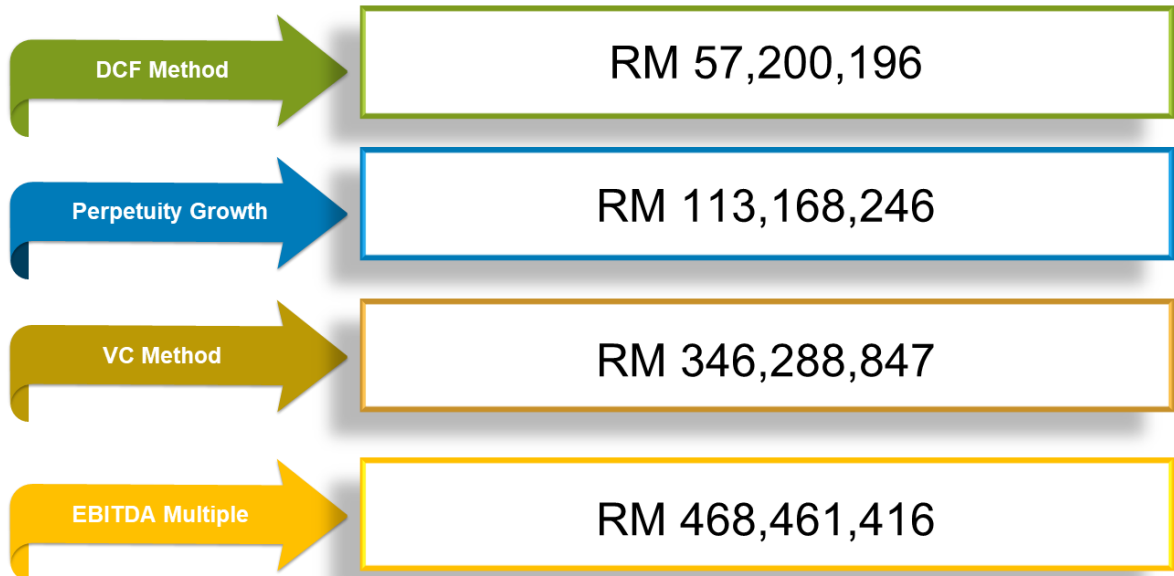 DCF Method
RM 57,200,196
Perpetuity Growth
RM 113,168,246
VC Method
RM 346,288,847
EBITDA Multiple
RM 468,461,416